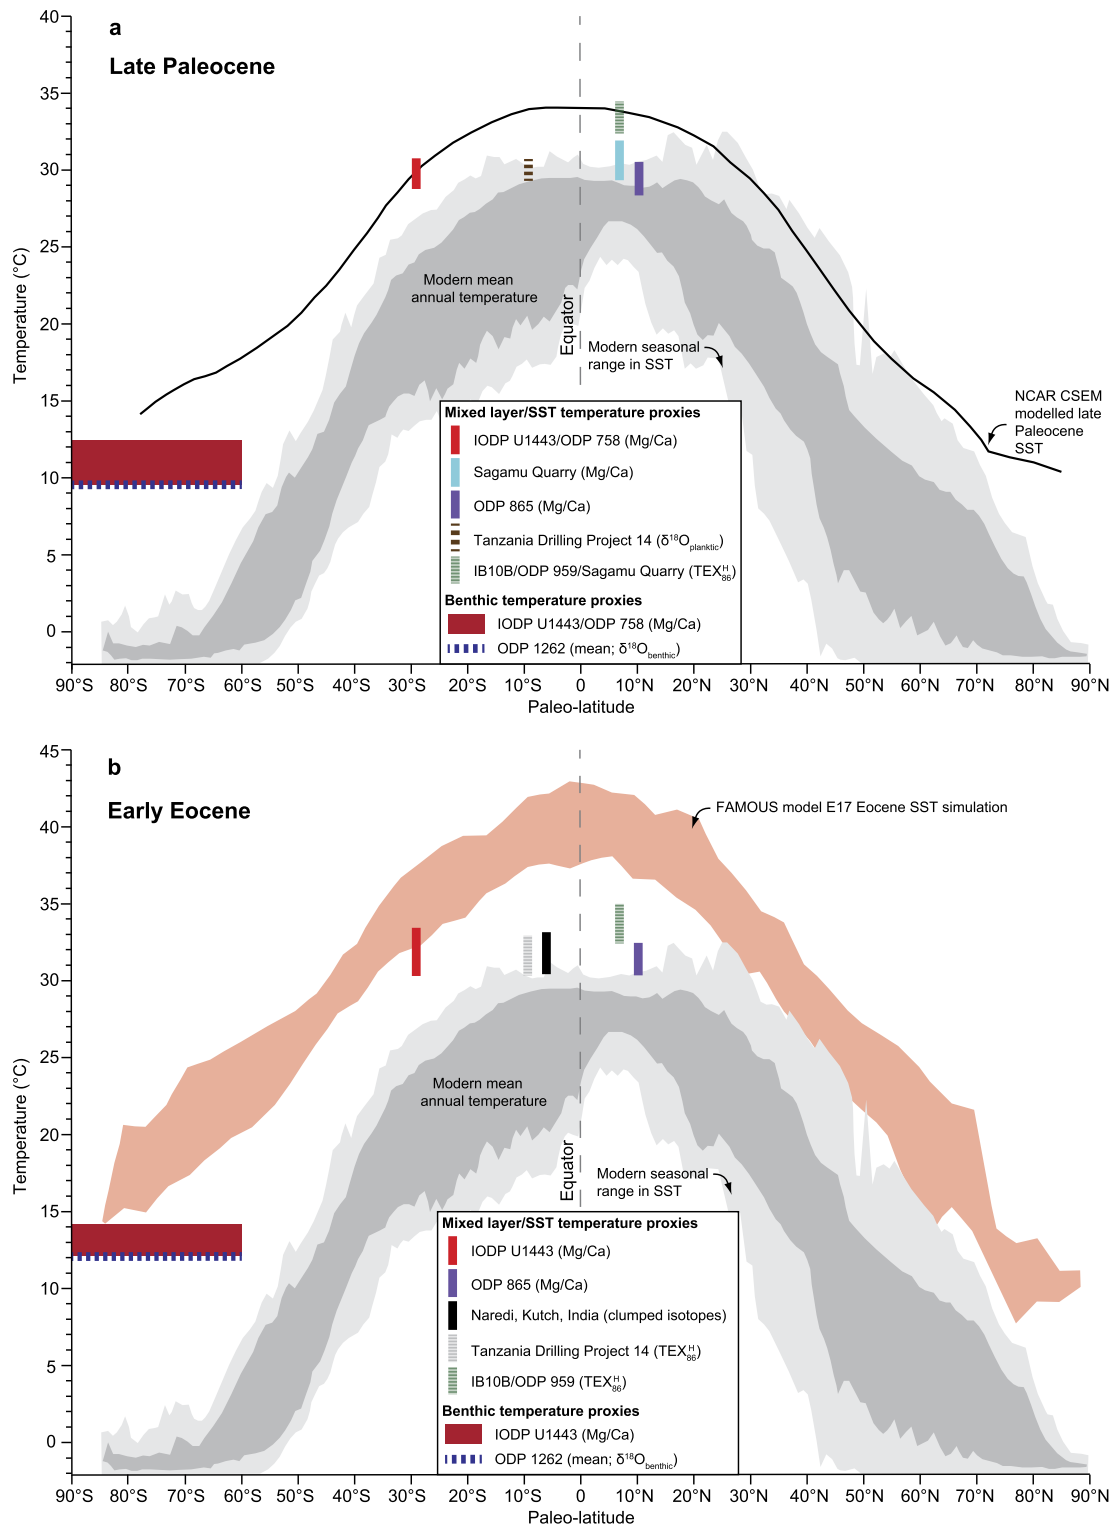 a
Late Paleocene
40
35
30
25
20
15
10
5
0
Temperature (°C)
Modern mean
annual temperature
Equator
Modern seasonal
range in SST
NCAR CSEM
modelled late
Paleocene
SST
Mixed layer/SST temperature proxies
IODP U1443/ODP 758 (Mg/Ca)
Sagamu Quarry (Mg/Ca)
ODP 865 (Mg/Ca)
Tanzania Drilling Project 14 (δ¹⁸Oplanktic)
IB10B/ODP 959/Sagamu Quarry (TEX86H)
Benthic temperature proxies
IODP U1443/ODP 758 (Mg/Ca)
ODP 1262 (mean; δ¹⁸Obenthic)
90°S 80°S 70°S 60°S 50°S 40°S 30°S 20°S 10°S 0 10°N 20°N 30°N 40°N 50°N 60°N 70°N 80°N 90°N
Paleo-latitude
b
Early Eocene
45
40
35
30
25
20
15
10
5
0
Temperature (°C)
FAMOUS model E17 Eocene SST simulation
Modern mean
annual temperature
Equator
Modern seasonal
range in SST
Mixed layer/SST temperature proxies
IODP U1443 (Mg/Ca)
ODP 865 (Mg/Ca)
Naredi, Kutch, India (clumped isotopes)
Tanzania Drilling Project 14 (TEX86H)
IB10B/ODP 959 (TEX86H)
Benthic temperature proxies
IODP U1443 (Mg/Ca)
ODP 1262 (mean; δ¹⁸Obenthic)
90°S 80°S 70°S 60°S 50°S 40°S 30°S 20°S 10°S 0 10°N 20°N 30°N 40°N 50°N 60°N 70°N 80°N 90°N
Paleo-latitude